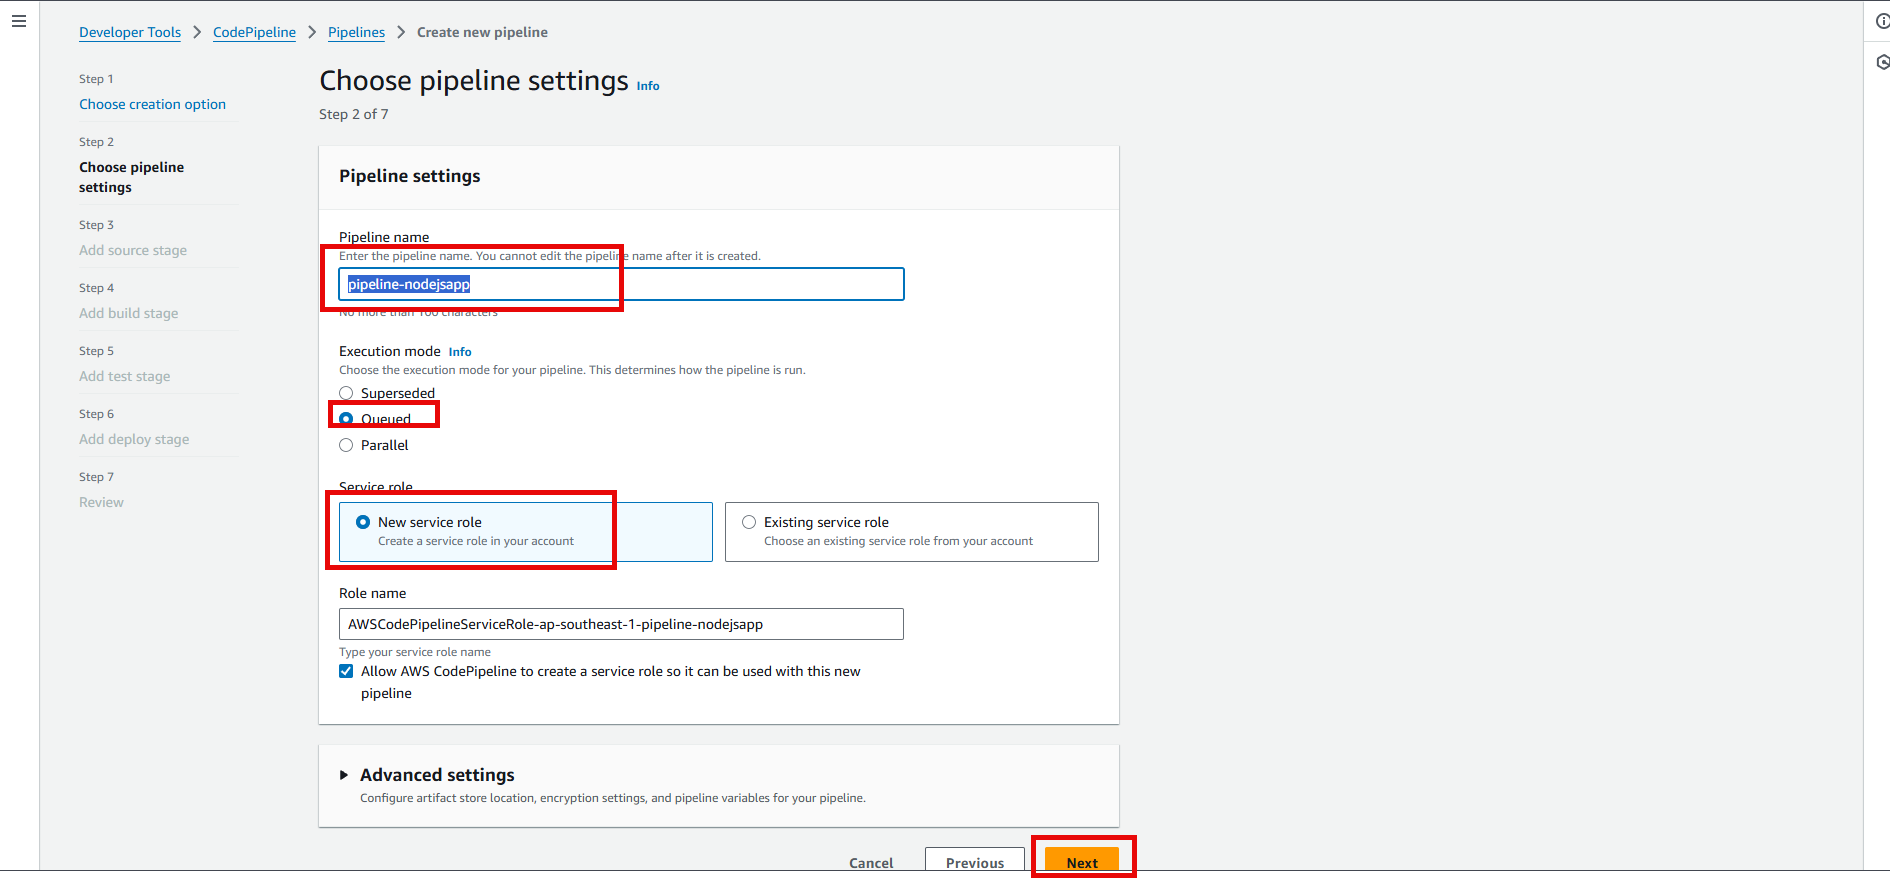 Developer Tools > CodePipeline > Pipelines > Create new pipeline
Step 1
Choose creation option
Step 2
Choose pipeline
settings
Step 3
Add source stage
Step 4
Add build stage
Step 5
Add test stage
Step 6
Add deploy stage
Step 7
Review
Choose pipeline settings Info
Step 2 of 7
Pipeline settings
Pipeline name
Enter the pipeline name. You cannot edit the pipeline name after it is created.
pipeline-nodejsapp
No more than 100 characters
Execution mode Info
Choose the execution mode for your pipeline. This determines how the pipeline is run.
Superseded
Queued
Parallel
Service role
New service role
Create a service role in your account
Existing service role
Choose an existing service role from your account
Role name
AWSCodePipelineServiceRole-ap-southeast-1-pipeline-nodejsapp
Type your service role name
Allow AWS CodePipeline to create a service role so it can be used with this new
pipeline
Advanced settings
Configure artifact store location, encryption settings, and pipeline variables for your pipeline.
Cancel Previous Next